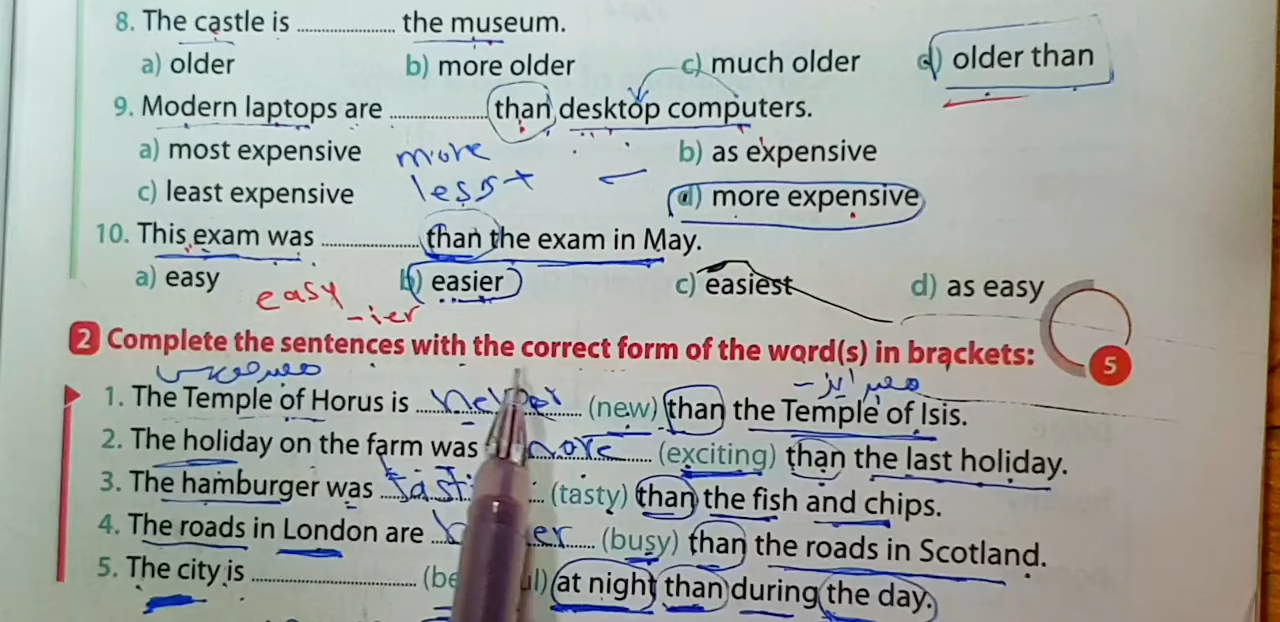 8. The castle is .................... the museum.
a) older b) more older c) much older d) older than
9. Modern laptops are .................... than desktop computers.
a) most expensive more b) as expensive
c) least expensive less d) more expensive
10. This exam was .................... than the exam in May.
a) easy b) easier c) easiest d) as easy
easy -ier
2 Complete the sentences with the correct form of the word(s) in brackets:
5
1. The Temple of Horus is newer (new) than the Temple of Isis.
2. The holiday on the farm was more (exciting) than the last holiday.
3. The hamburger was (tasty) than the fish and chips.
4. The roads in London are (busy) than the roads in Scotland.
5. The city is .................... at night than during the day.